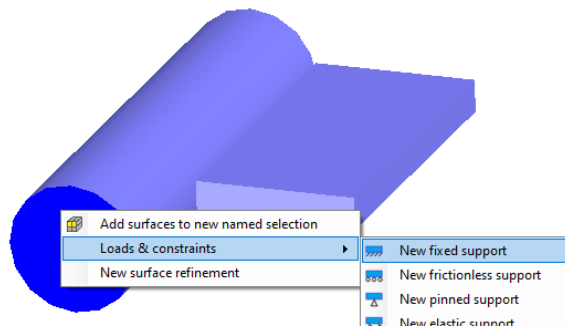 Add surfaces to new named selection
Loads & constraints
New surface refinement
New fixed support
New frictionless support
New pinned support
New elastic support